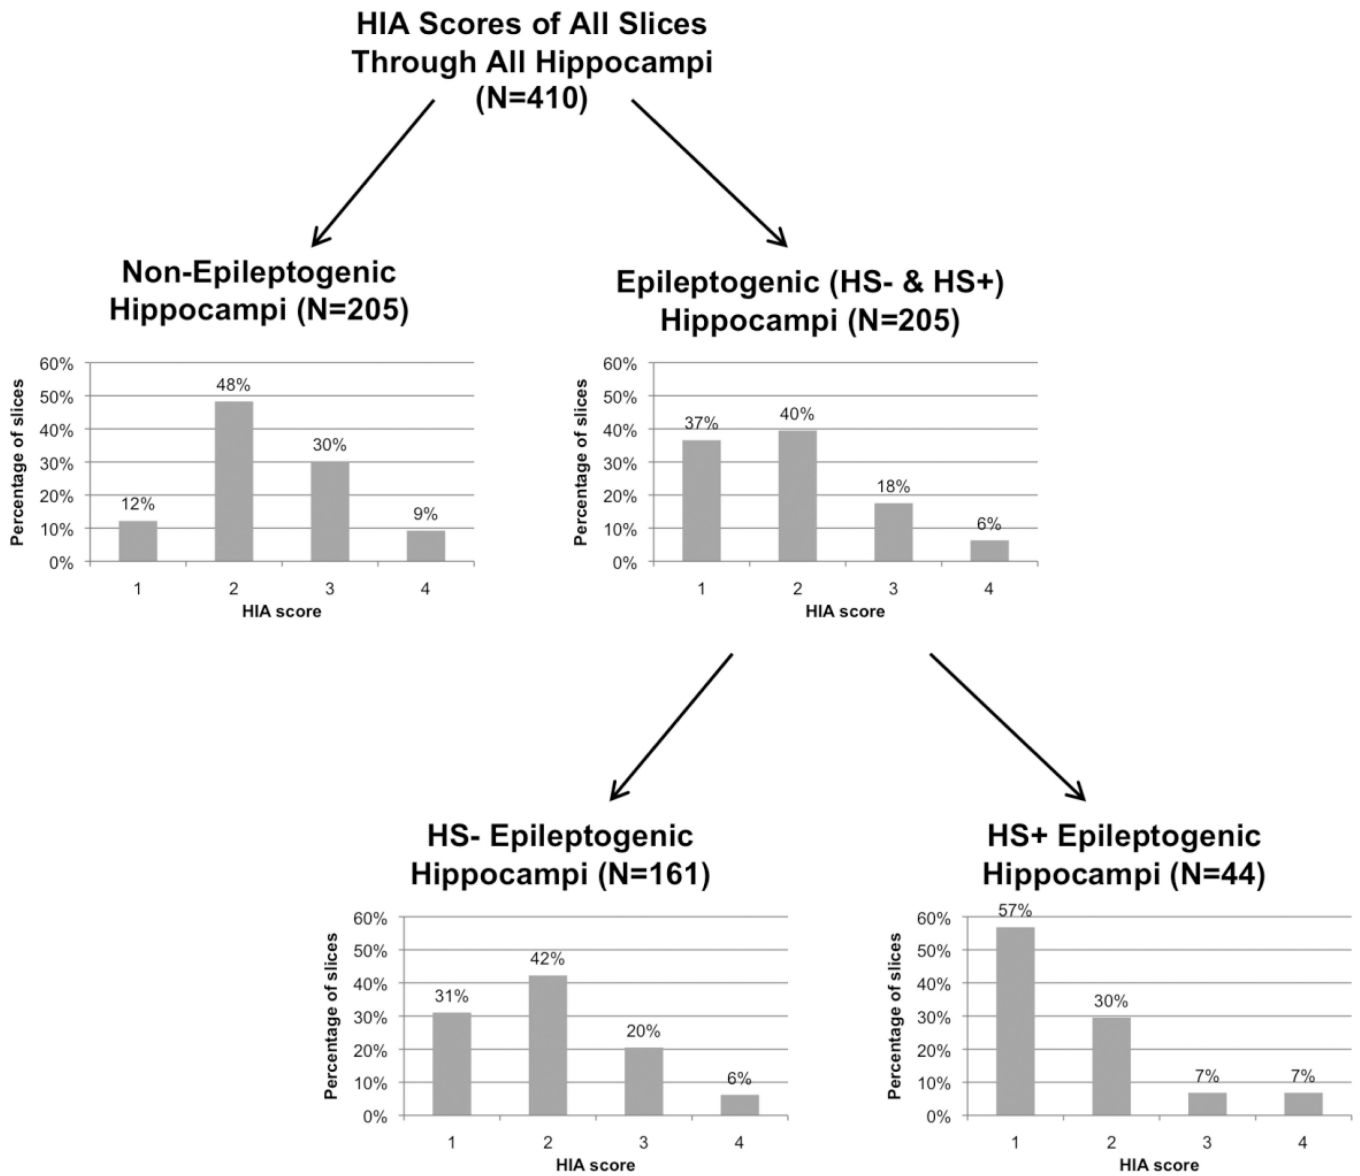 HIA Scores of All Slices
Through All Hippocampi
(N=410)
Non-Epileptogenic
Hippocampi (N=205)
Percentage of slices
60%
50%
40%
30%
20%
10%
0%
12%
48%
30%
9%
1 2 3 4
HIA score
Epileptogenic (HS- & HS+)
Hippocampi (N=205)
Percentage of slices
60%
50%
40%
30%
20%
10%
0%
37%
40%
18%
6%
1 2 3 4
HIA score
HS- Epileptogenic
Hippocampi (N=161)
Percentage of slices
60%
50%
40%
30%
20%
10%
0%
31%
42%
20%
6%
1 2 3 4
HIA score
HS+ Epileptogenic
Hippocampi (N=44)
Percentage of slices
60%
50%
40%
30%
20%
10%
0%
57%
30%
7%
7%
1 2 3 4
HIA score